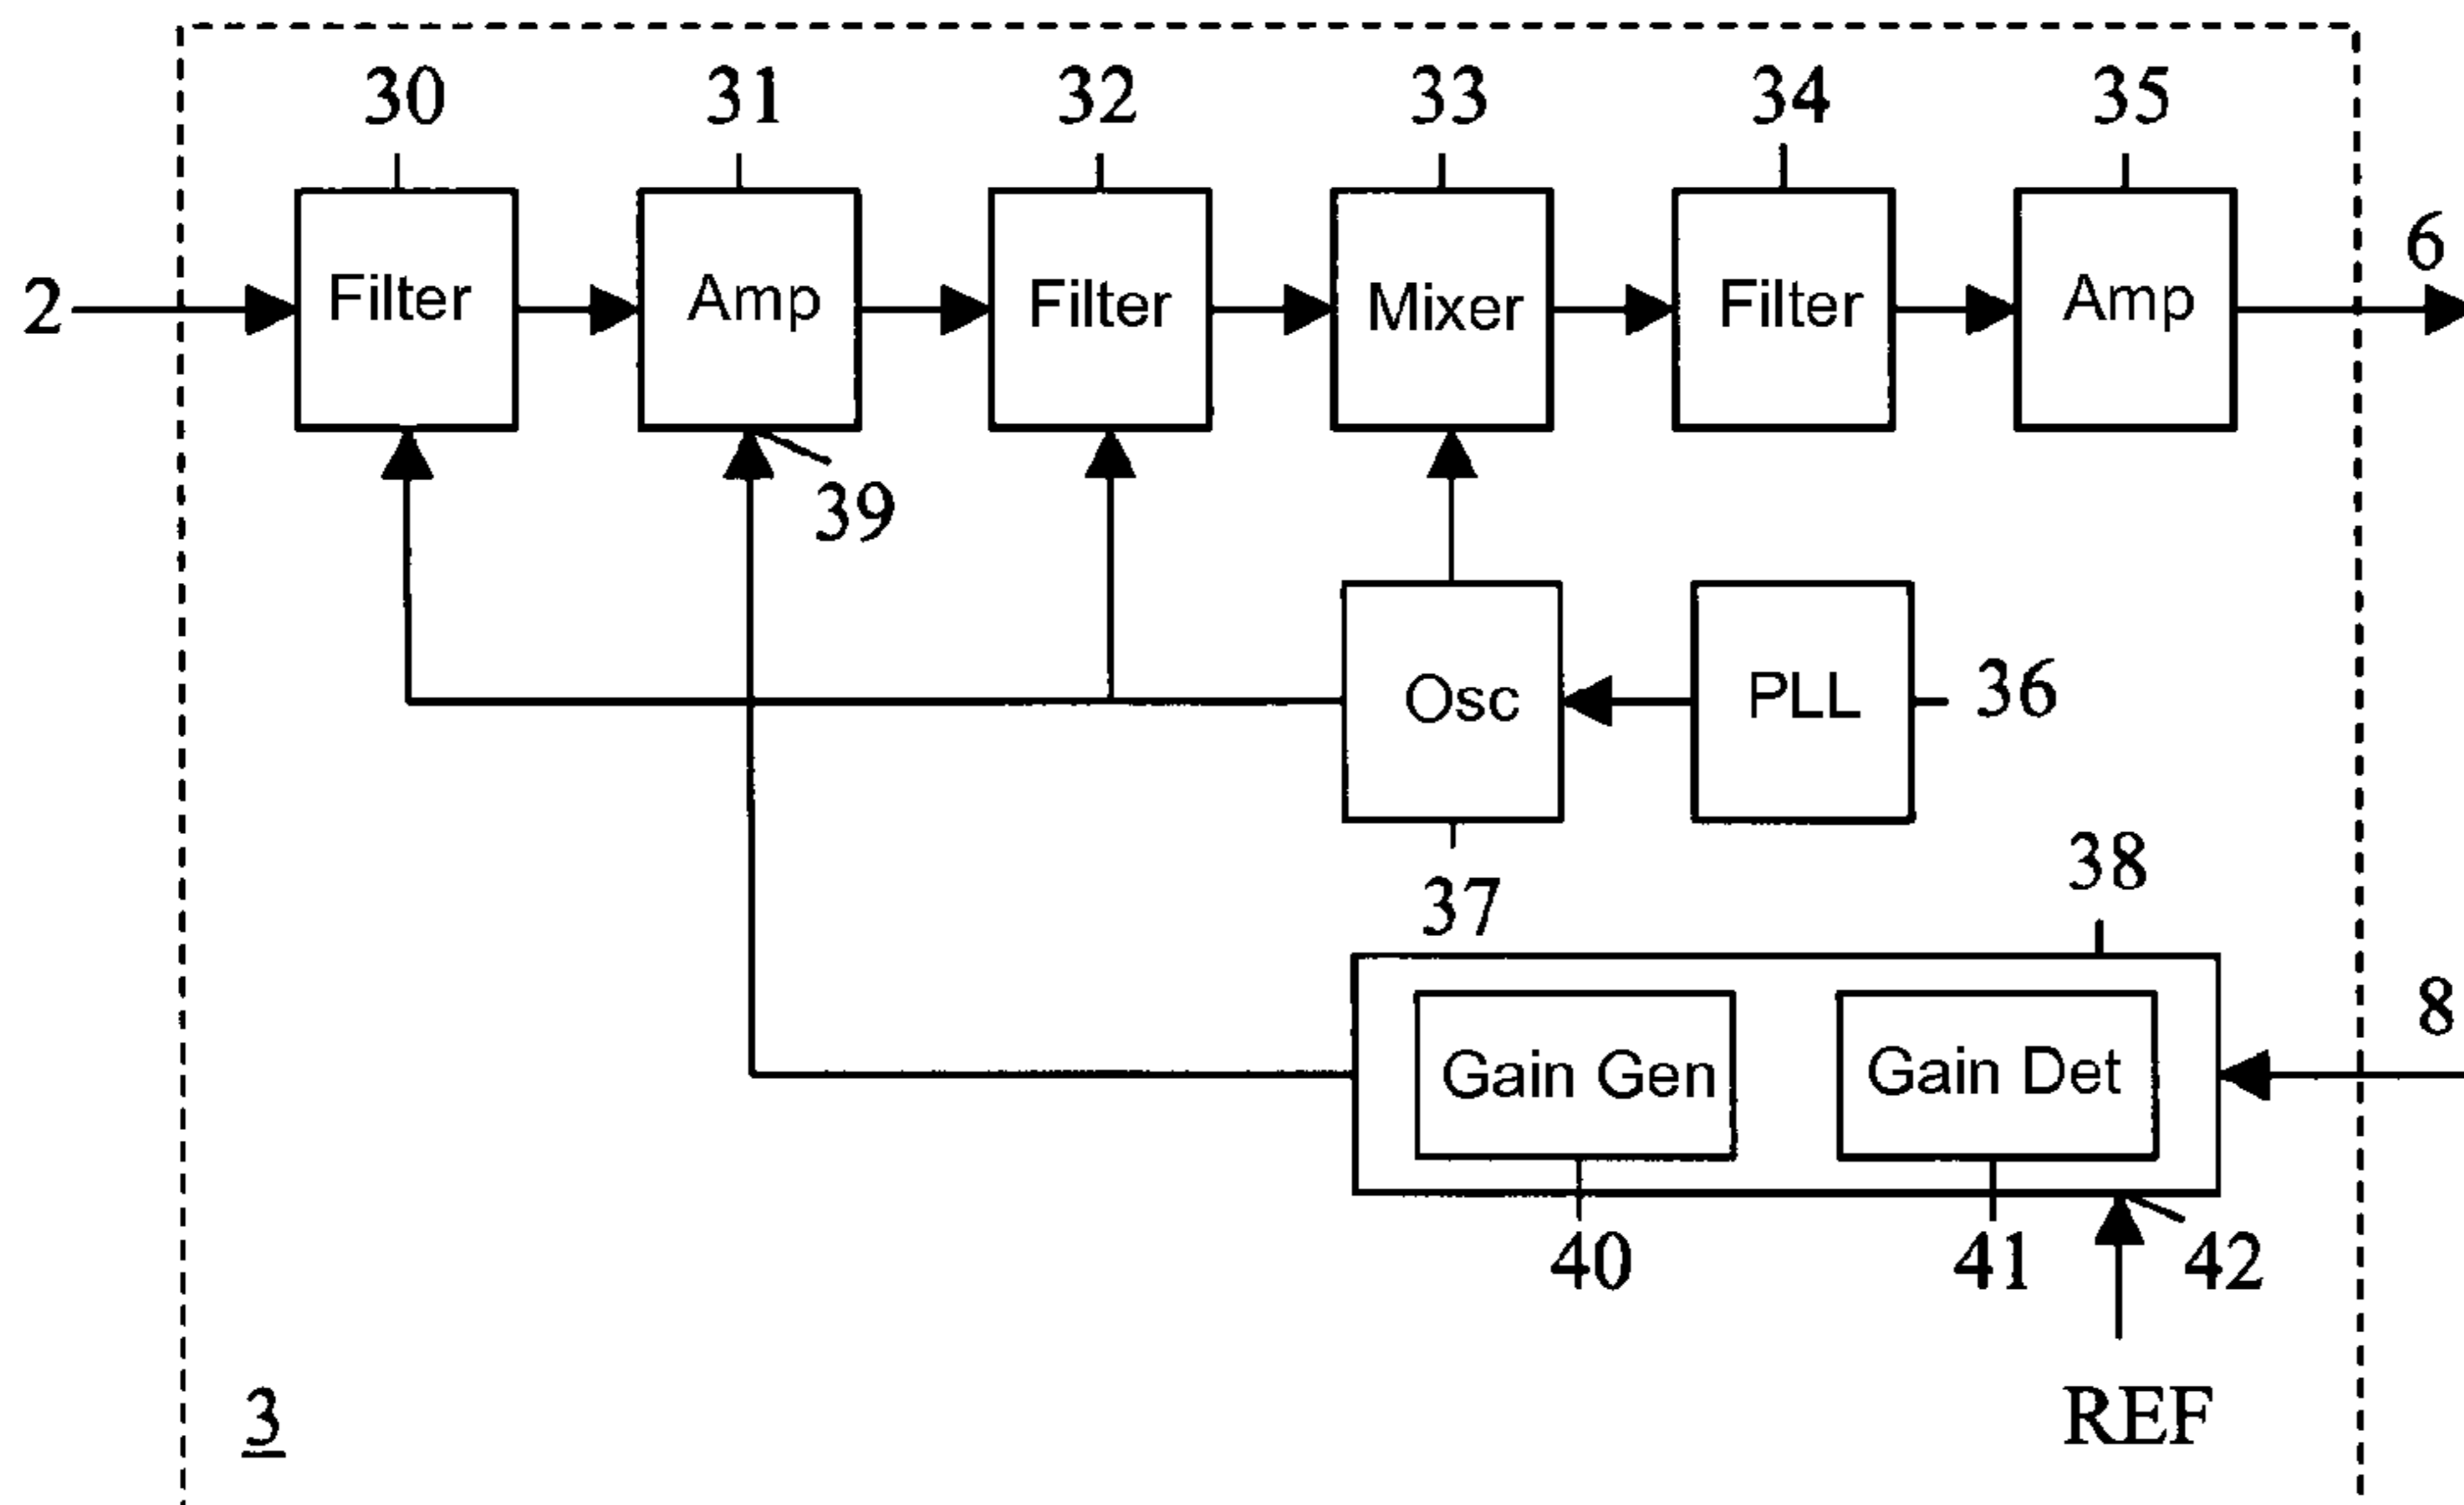 30 31 32 33 34 35
2 Filter Amp Filter Mixer Filter Amp 6
39
Osc PLL 36
37 38
Gain Gen Gain Det 8
40 41 42
3 REF